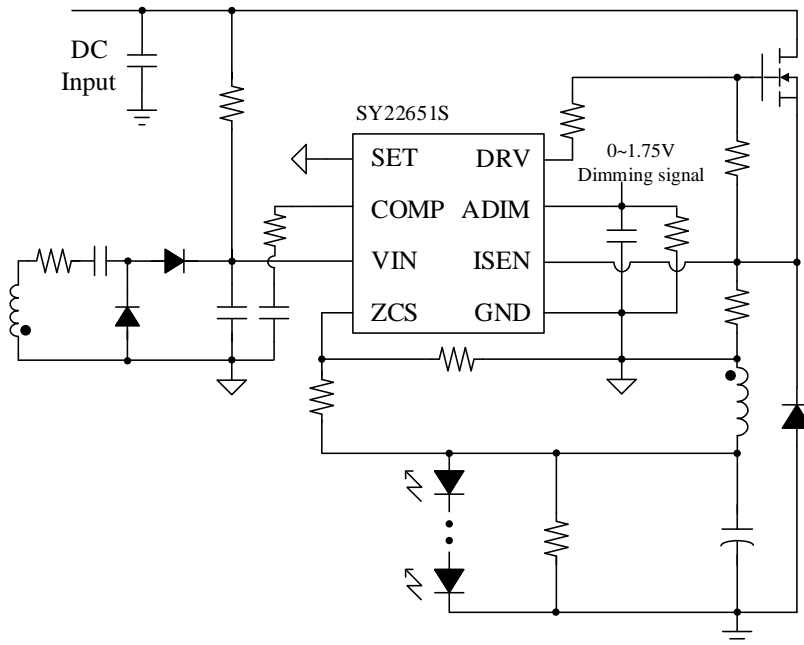 DC
Input
SY22651S
SET
DRV
0~1.75V
Dimming signal
COMP
ADIM
VIN
ISEN
ZCS
GND